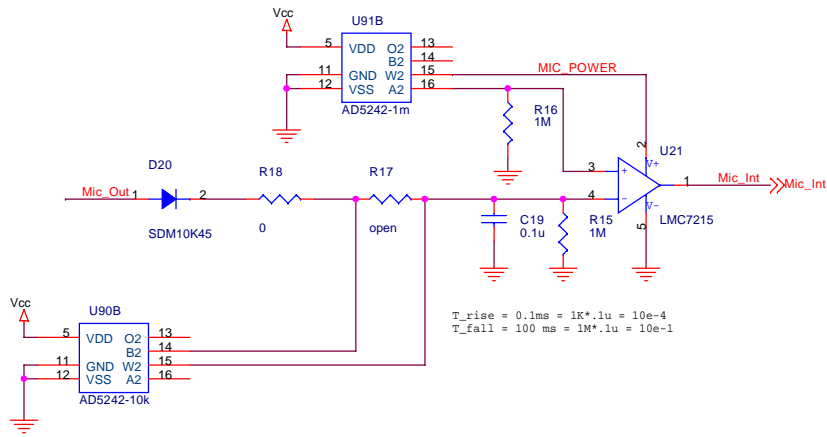 Vcc
U91B
5 VDD O2 13
B2 14
11 GND W2 15 MIC_POWER
12 VSS A2 16
AD5242-1m
R16
1M
U21
2
V+
3 +
1 Mic_Int Mic_Int
4 -
V-
5
LMC7215
D20
Mic_Out 1 2
SDM10K45
R18
0
R17
open
C19
0.1u
R15
1M
T_rise = 0.1ms = 1K*.1u = 10e-4
T_fall = 100 ms = 1M*.1u = 10e-1
Vcc
U90B
5 VDD O2 13
B2 14
11 GND W2 15
12 VSS A2 16
AD5242-10k